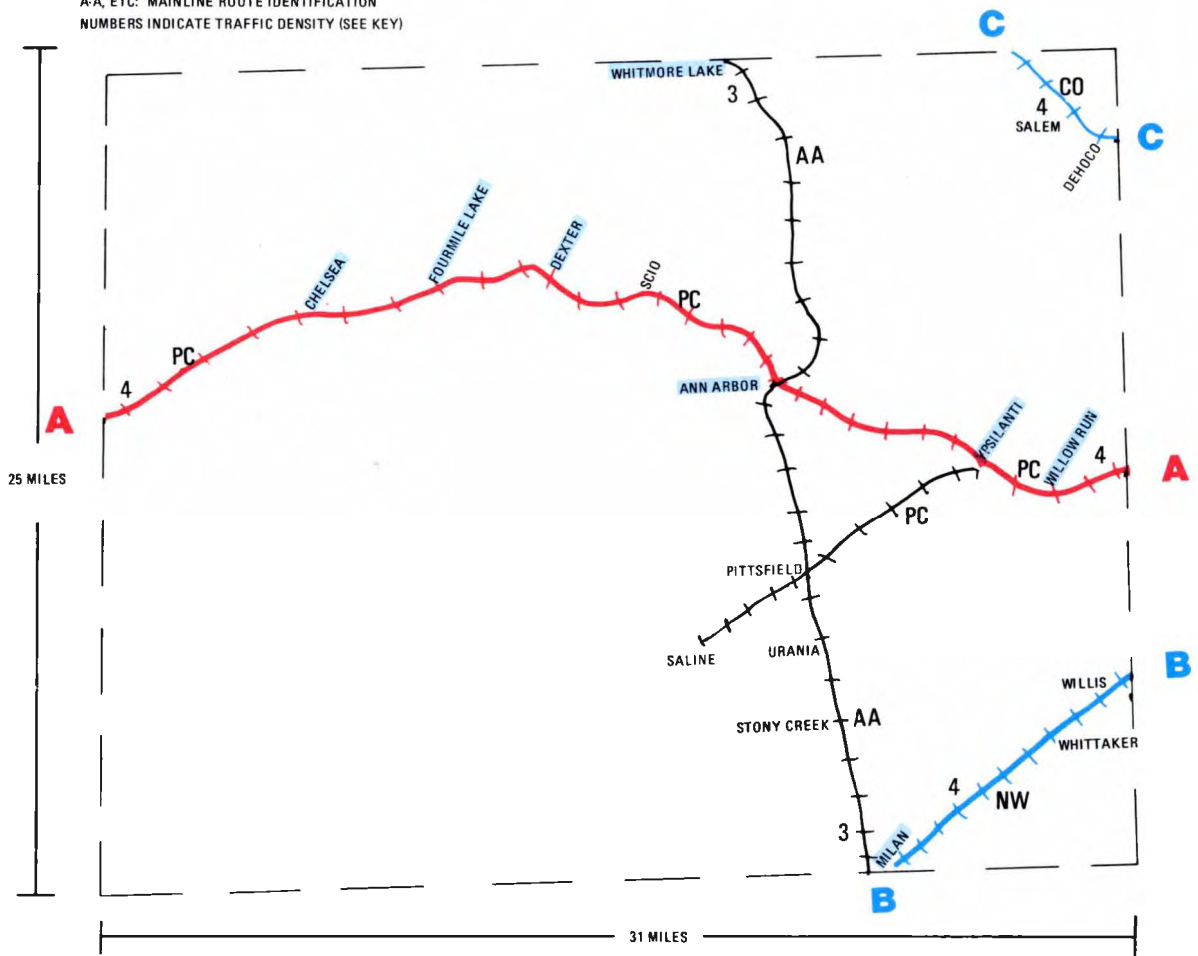 A-A, ETC: MAINLINE ROUTE IDENTIFICATION
NUMBERS INDICATE TRAFFIC DENSITY (SEE KEY)
C
WHITMORE LAKE
3
CO
4
SALEM
AA
C
DEHOCO
FOURMILE LAKE
DEXTER
CHELSEA
SCIO
PC
PC
4
ANN ARBOR
A
YPSILANTI
WILLOW RUN
PC
4
A
25 MILES
PC
PITTSFIELD
SALINE
URANIA
B
WILLIS
STONY CREEK
AA
WHITTAKER
4
NW
3
MILAN
B
31 MILES